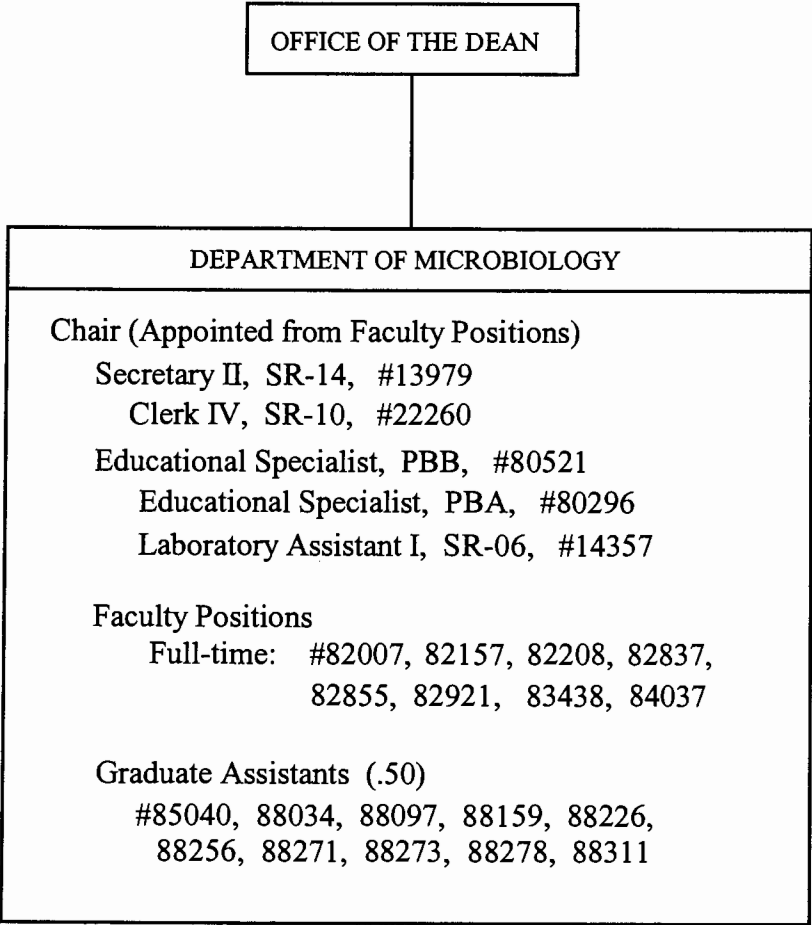 OFFICE OF THE DEAN
DEPARTMENT OF MICROBIOLOGY
Chair (Appointed from Faculty Positions)
Secretary II, SR-14, #13979
Clerk IV, SR-10, #22260
Educational Specialist, PBB, #80521
Educational Specialist, PBA, #80296
Laboratory Assistant I, SR-06, #14357
Faculty Positions
Full-time: #82007, 82157, 82208, 82837,
82855, 82921, 83438, 84037
Graduate Assistants (.50)
#85040, 88034, 88097, 88159, 88226,
88256, 88271, 88273, 88278, 88311